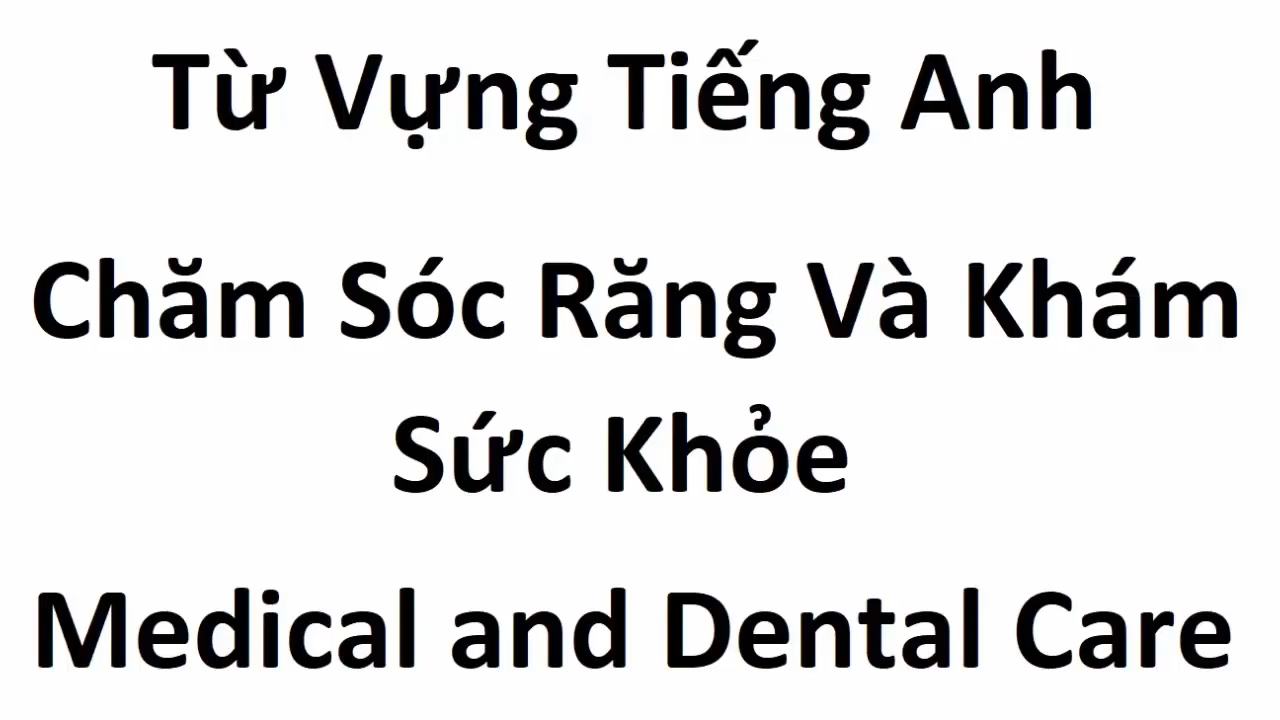 Từ Vựng Tiếng Anh
Chăm Sóc Răng Và Khám
Sức Khỏe
Medical and Dental Care